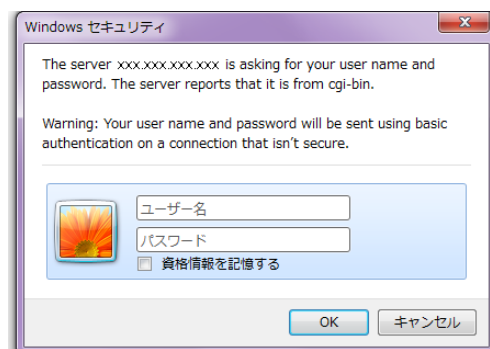 Windows セキュリティ
The server xxx.xxx.xxx.xxx is asking for your user name and
password. The server reports that it is from cgi-bin.
Warning: Your user name and password will be sent using basic
authentication on a connection that isn't secure.
ユーザー名
パスワード
資格情報を記憶する
OK
キャンセル